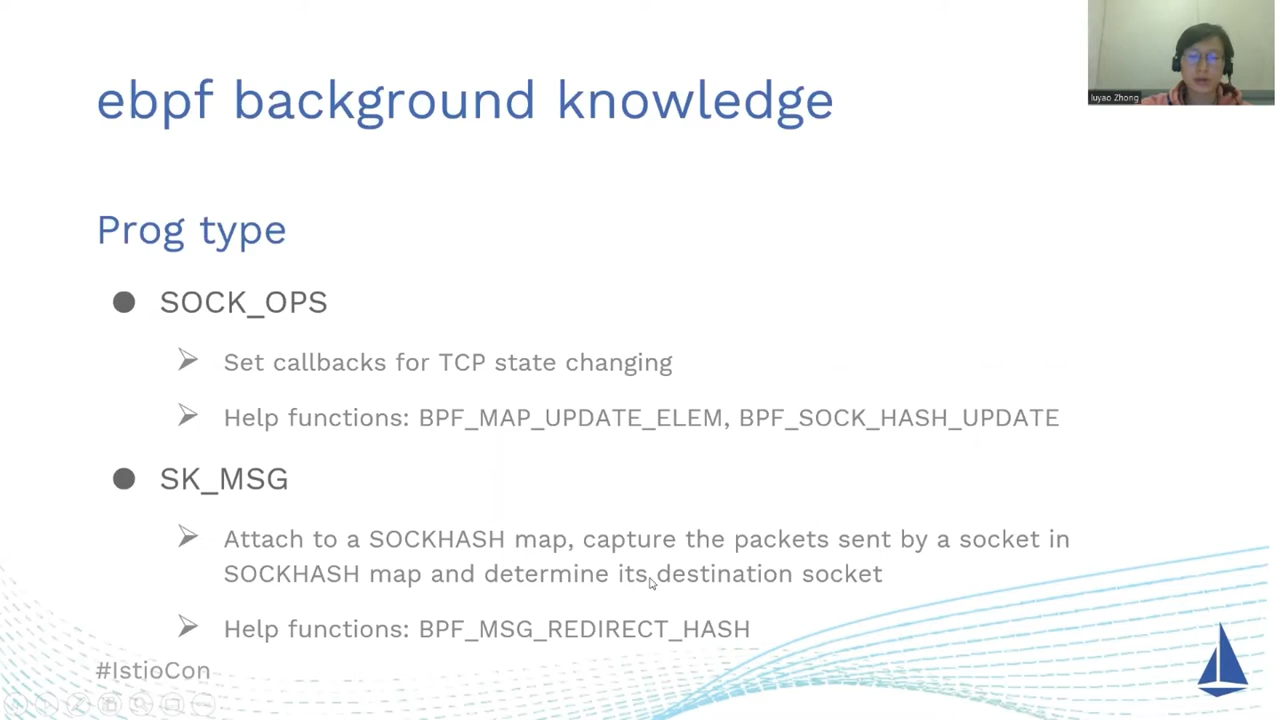 ebpf background knowledge
luyao Zhong
Prog type
SOCK_OPS
Set callbacks for TCP state changing
Help functions: BPF_MAP_UPDATE_ELEM, BPF_SOCK_HASH_UPDATE
SK_MSG
Attach to a SOCKHASH map, capture the packets sent by a socket in
SOCKHASH map and determine its destination socket
Help functions: BPF_MSG_REDIRECT_HASH
#IstioCon